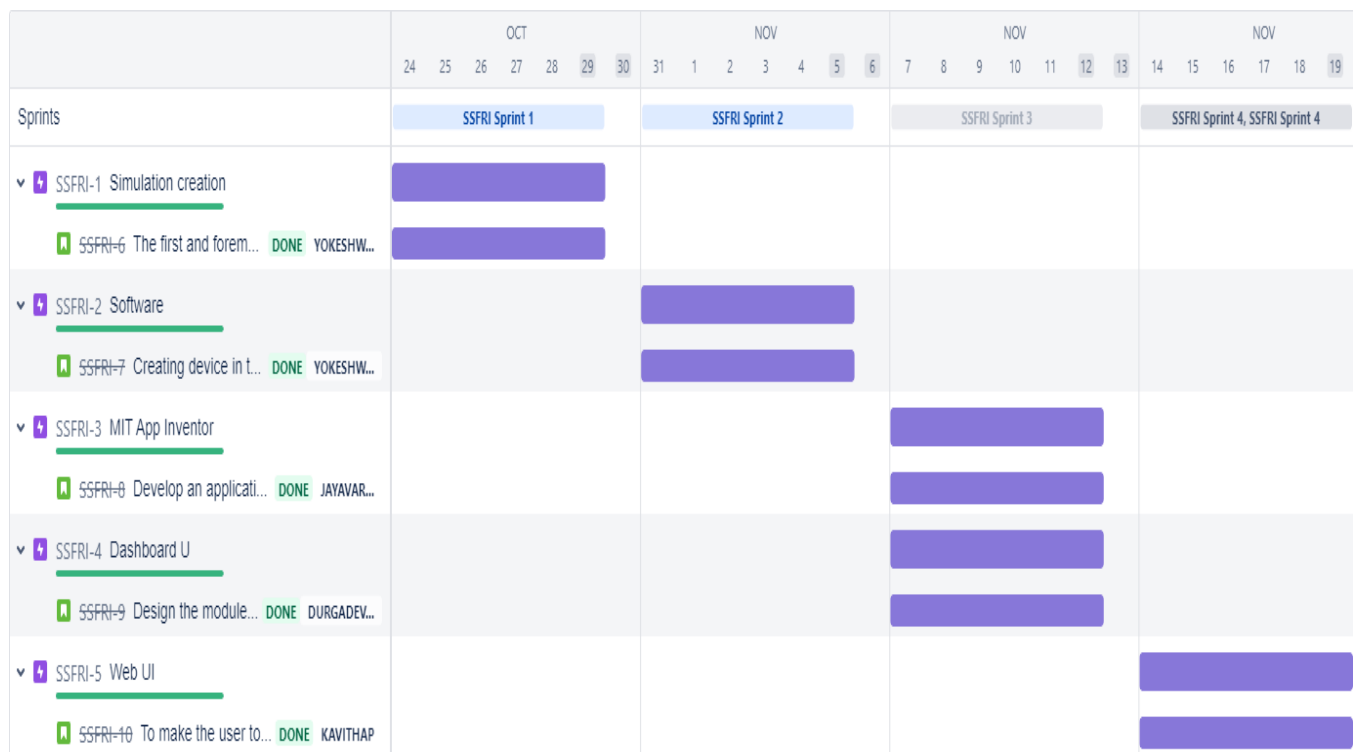 OCT NOV NOV NOV
24 25 26 27 28 29 30 31 1 2 3 4 5 6 7 8 9 10 11 12 13 14 15 16 17 18 19
Sprints SSFRI Sprint 1 SSFRI Sprint 2 SSFRI Sprint 3 SSFRI Sprint 4, SSFRI Sprint 4
SSFRI-1 Simulation creation
SSFRI-6 The first and forem... DONE YOKESHW...
SSFRI-2 Software
SSFRI-7 Creating device in t... DONE YOKESHW...
SSFRI-3 MIT App Inventor
SSFRI-8 Develop an applicati... DONE JAYAVAR...
SSFRI-4 Dashboard U
SSFRI-9 Design the module... DONE DURGADEV...
SSFRI-5 Web UI
SSFRI-10 To make the user to... DONE KAVITHAP